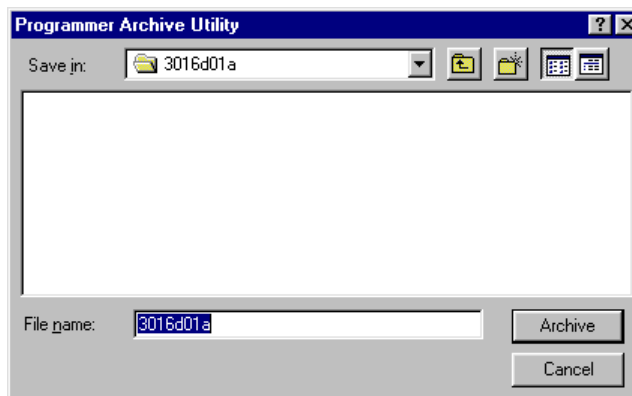 Programmer Archive Utility
Save in: 3016d01a
File name: 3016d01a Archive
Cancel